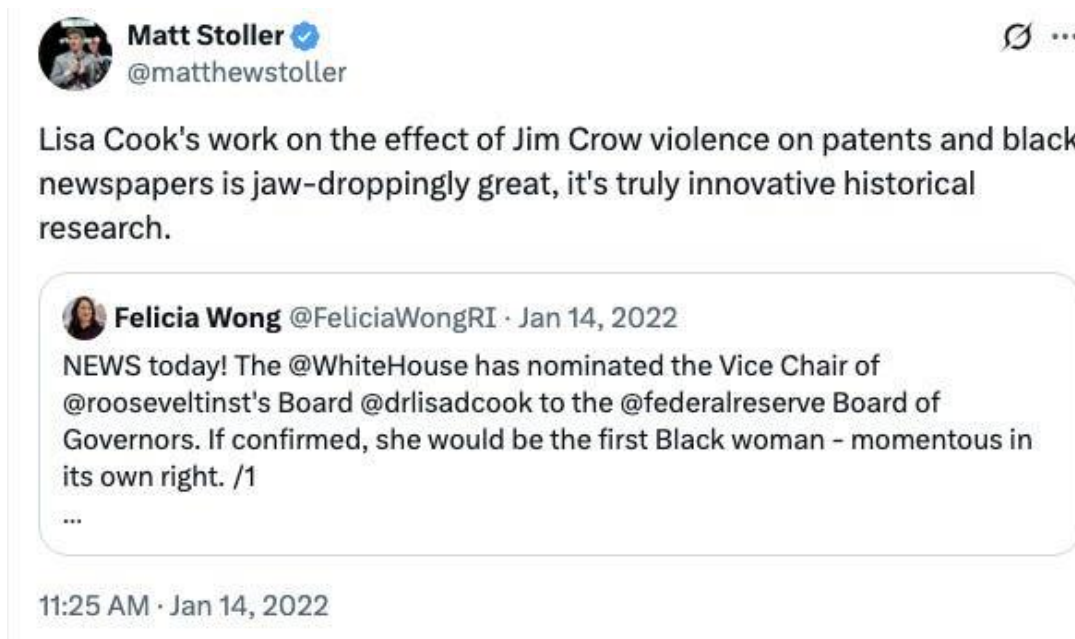 Matt Stoller
@matthewstoller
Lisa Cook's work on the effect of Jim Crow violence on patents and black
newspapers is jaw-droppingly great, it's truly innovative historical
research.
Felicia Wong @FeliciaWongRI · Jan 14, 2022
NEWS today! The @WhiteHouse has nominated the Vice Chair of
@rooseveltinst's Board @drlisadcook to the @federalreserve Board of
Governors. If confirmed, she would be the first Black woman - momentous in
its own right. /1
...
11:25 AM · Jan 14, 2022